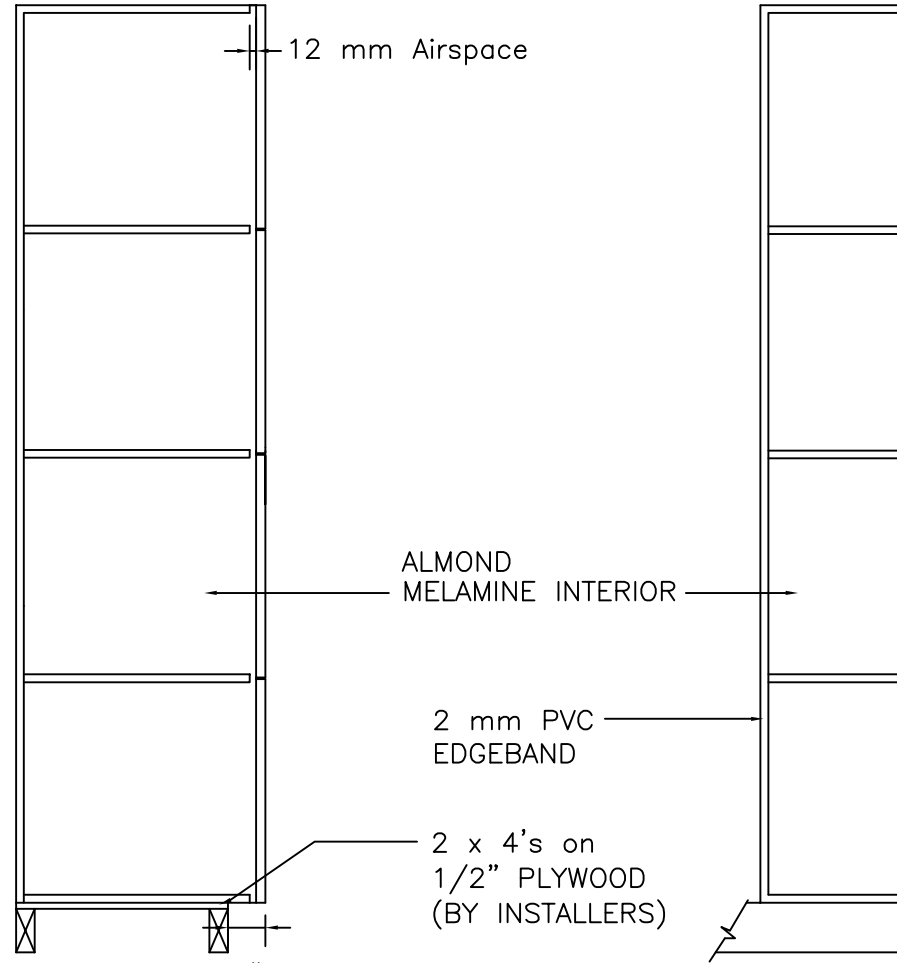 12 mm Airspace
ALMOND
MELAMINE INTERIOR
2 mm PVC
EDGEBAND
2 x 4's on
1/2" PLYWOOD
(BY INSTALLERS)